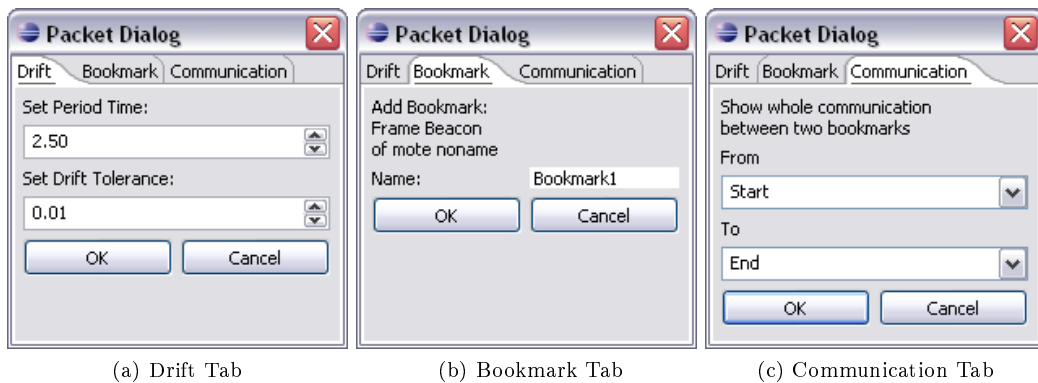 Packet Dialog
Drift Bookmark Communication
Set Period Time:
2.50
Set Drift Tolerance:
0.01
OK Cancel
(a) Drift Tab
Packet Dialog
Drift Bookmark Communication
Add Bookmark:
Frame Beacon
of mote noname
Name: Bookmark1
OK Cancel
(b) Bookmark Tab
Packet Dialog
Drift Bookmark Communication
Show whole communication
between two bookmarks
From
Start
To
End
OK Cancel
(c) Communication Tab